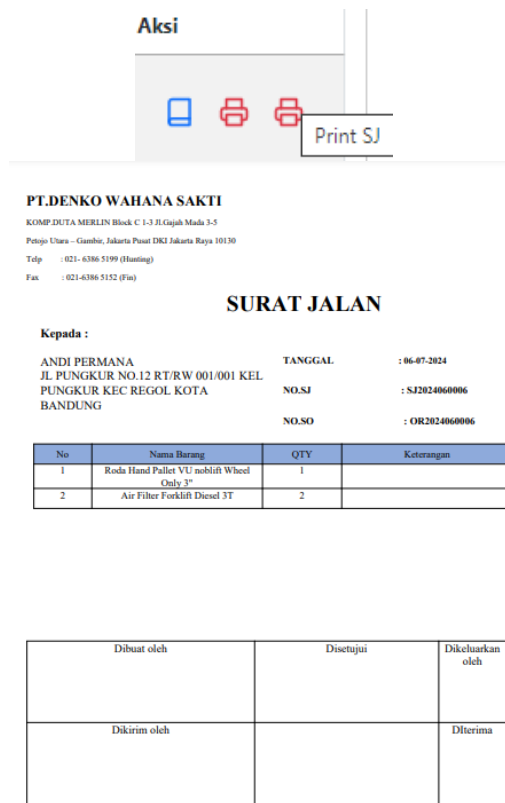 Aksi
Print SJ
PT.DENKO WAHANA SAKTI
KOMP.DUTA MERLIN Block C 1-3 Jl.Gajah Mada 3-5
Petojo Utara – Gambir, Jakarta Pusat DKI Jakarta Raya 10130
Telp : 021- 6386 5199 (Hunting)
Fax : 021-6386 5152 (Fin)
SURAT JALAN
Kepada :
ANDI PERMANA
JL PUNGKUR NO.12 RT/RW 001/001 KEL
PUNGKUR KEC REGOL KOTA
BANDUNG
TANGGAL : 06-07-2024
NO.SJ : SJ2024060006
NO.SO : OR2024060006
No Nama Barang QTY Keterangan
1 Roda Hand Pallet VU noblift Wheel 1
Only 3"
2 Air Filter Forklift Diesel 3T 2
Dibuat oleh Disetujui Dikeluarkan
oleh
Dikirim oleh DIterima